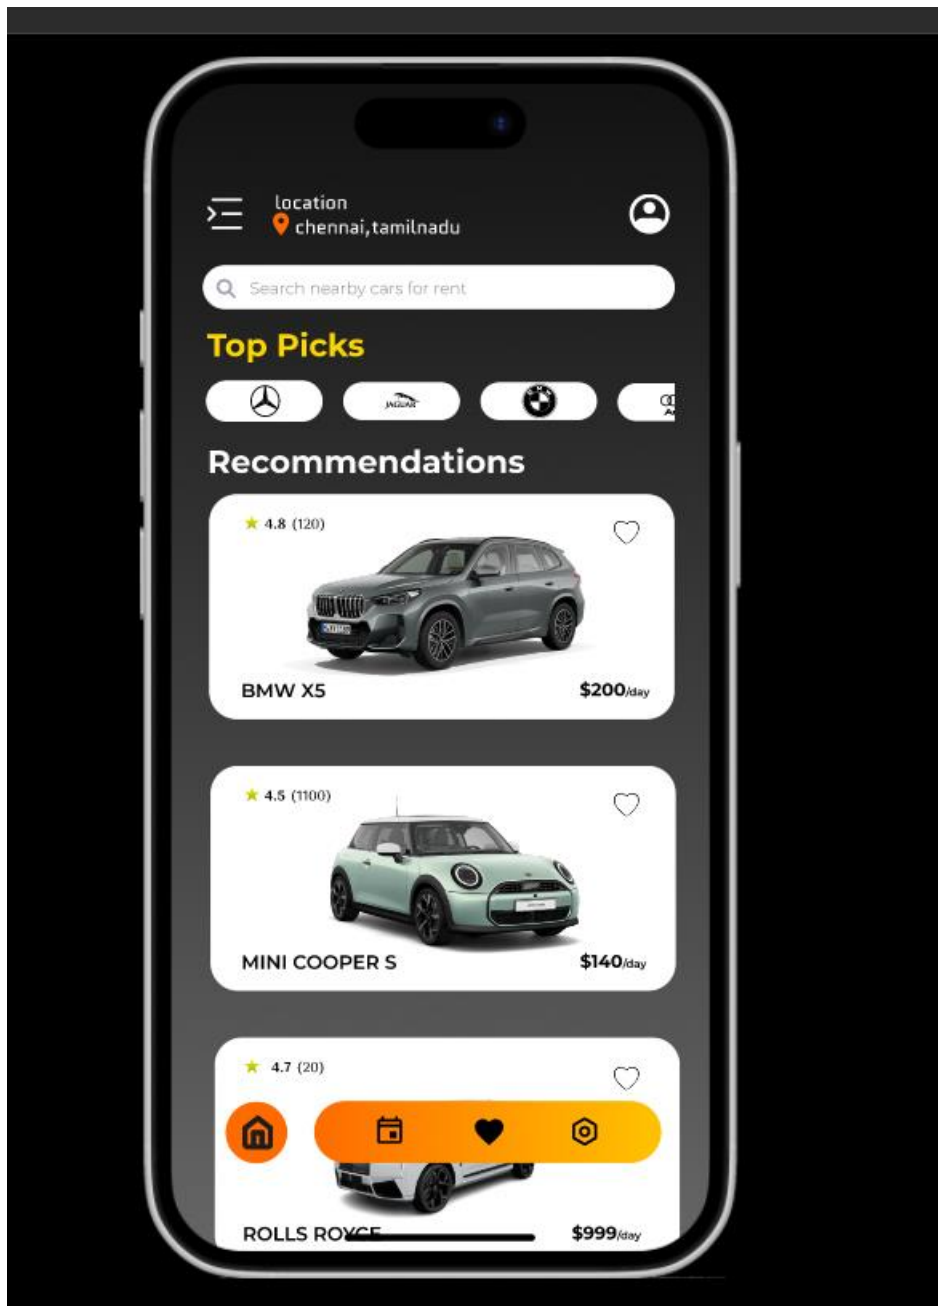 location
chennai,tamilnadu
Search nearby cars for rent
Top Picks
JAGUAR
Recommendations
4.8 (120)
BMW X5
$200/day
4.5 (1100)
MINI COOPER S
$140/day
4.7 (20)
ROLLS ROYCE
$999/day